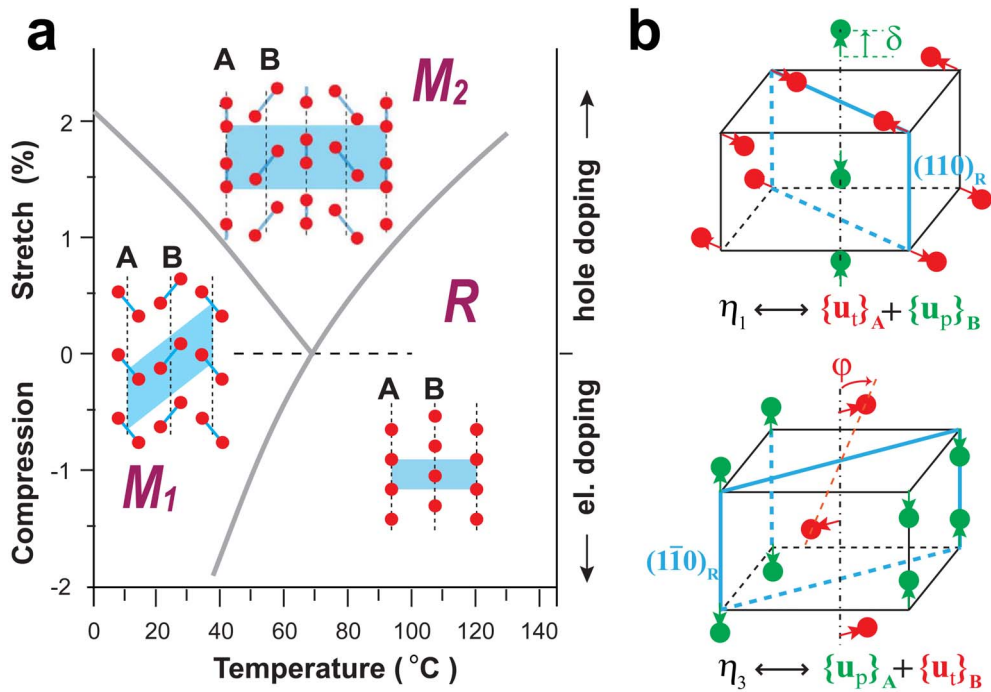 a
Stretch (%)
Compression
2
1
0
-1
-2
0
20
40
60
80
100
120
140
Temperature ( °C )
A B
M₂
A B
M₁
R
A B
hole doping
el. doping
b
δ
(110)R
η₁ ⟷ {uₜ}A + {uₚ}B
φ
(11̄0)R
η₃ ⟷ {uₚ}A + {uₜ}B